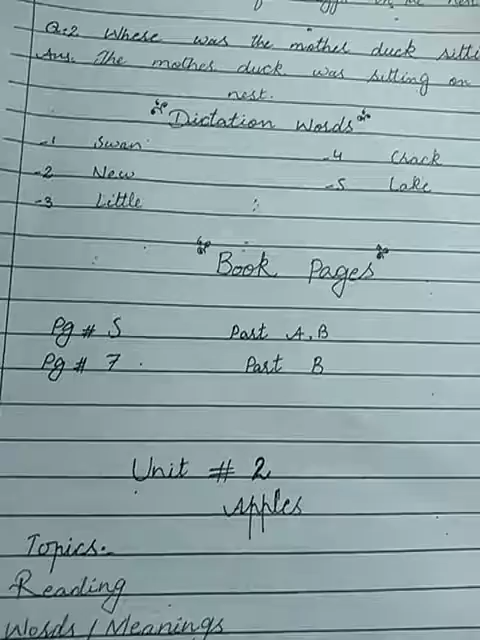 Q:2 Where was the mother duck sitti
Ans. The mother duck was sitting on
nest.
Dictation Words
-1 Swan
-4 Crack
-2 New
-5 Lake
-3 Little
Book Pages
Pg # 5 Part A,B
Pg # 7. Part B
Unit # 2
Apples
Topics:-
Reading
Words / Meanings